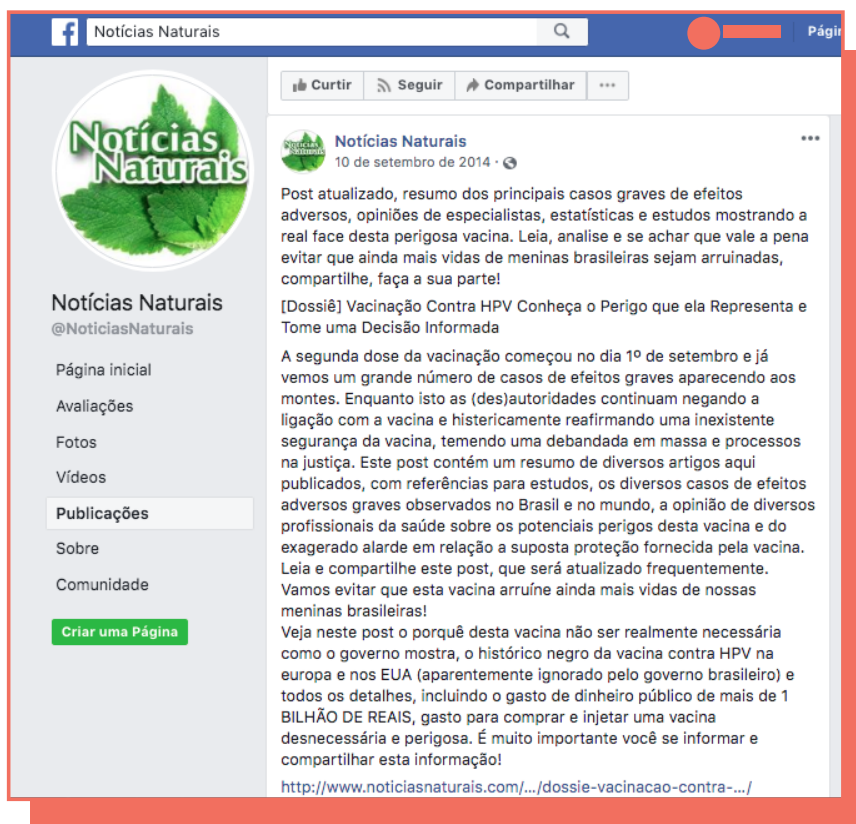 f
Notícias Naturais
Págin
Notícias
Naturais
Notícias Naturais
@NoticiasNaturais
Página inicial
Avaliações
Fotos
Vídeos
Publicações
Sobre
Comunidade
Criar uma Página
Curtir
Seguir
Compartilhar
Notícias
Naturais
Notícias Naturais
10 de setembro de 2014 ·
Post atualizado, resumo dos principais casos graves de efeitos
adversos, opiniões de especialistas, estatísticas e estudos mostrando a
real face desta perigosa vacina. Leia, analise e se achar que vale a pena
evitar que ainda mais vidas de meninas brasileiras sejam arruinadas,
compartilhe, faça a sua parte!
[Dossiê] Vacinação Contra HPV Conheça o Perigo que ela Representa e
Tome uma Decisão Informada
A segunda dose da vacinação começou no dia 1º de setembro e já
vemos um grande número de casos de efeitos graves aparecendo aos
montes. Enquanto isto as (des)autoridades continuam negando a
ligação com a vacina e histericamente reafirmando uma inexistente
segurança da vacina, temendo uma debandada em massa e processos
na justiça. Este post contém um resumo de diversos artigos aqui
publicados, com referências para estudos, os diversos casos de efeitos
adversos graves observados no Brasil e no mundo, a opinião de diversos
profissionais da saúde sobre os potenciais perigos desta vacina e do
exagerado alarde em relação a suposta proteção fornecida pela vacina.
Leia e compartilhe este post, que será atualizado frequentemente.
Vamos evitar que esta vacina arruíne ainda mais vidas de nossas
meninas brasileiras!
Veja neste post o porquê desta vacina não ser realmente necessária
como o governo mostra, o histórico negro da vacina contra HPV na
europa e nos EUA (aparentemente ignorado pelo governo brasileiro) e
todos os detalhes, incluindo o gasto de dinheiro público de mais de 1
BILHÃO DE REAIS, gasto para comprar e injetar uma vacina
desnecessária e perigosa. É muito importante você se informar e
compartilhar esta informação!
http://www.noticiasnaturais.com/.../dossie-vacinacao-contra-.../